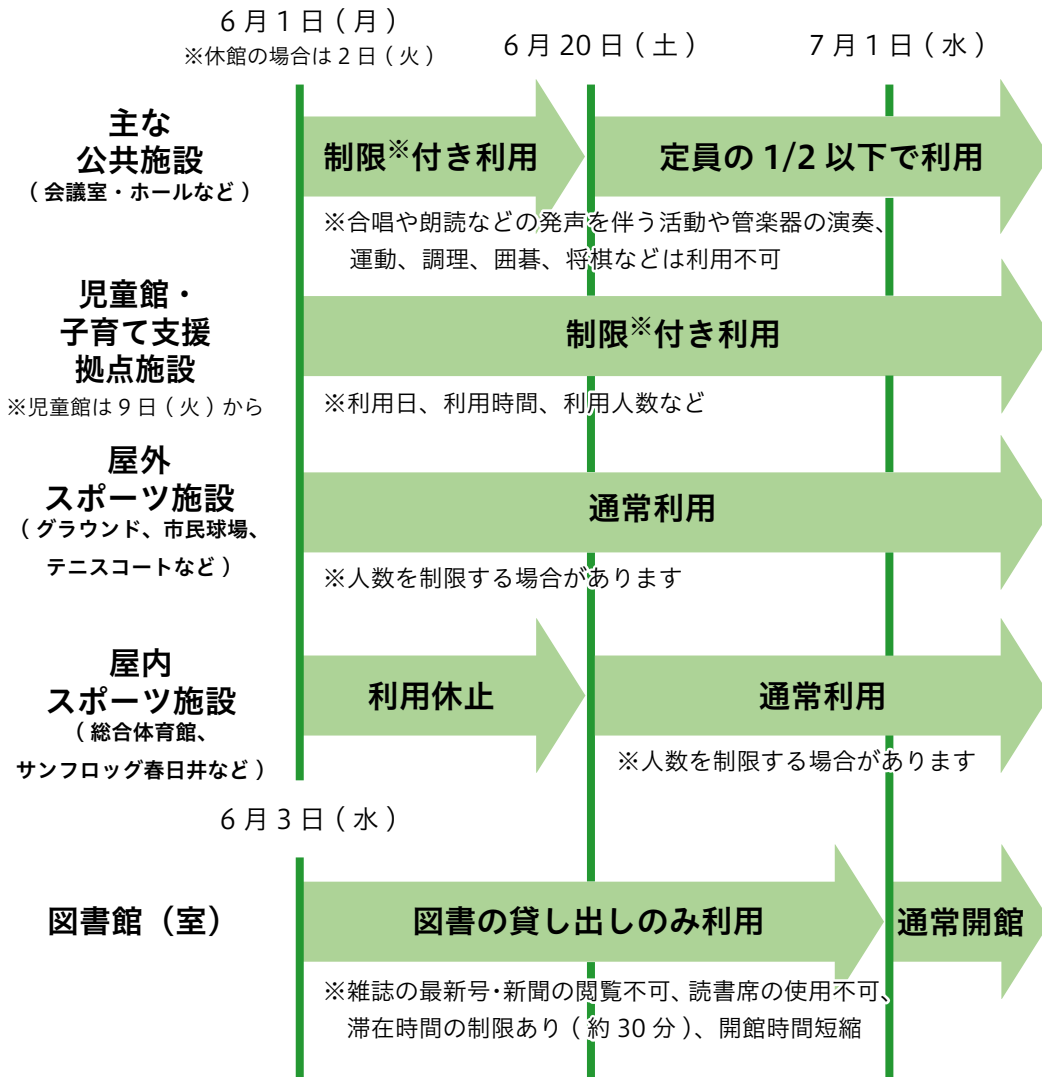 6月1日(月)
※休館の場合は2日(火)
6月20日(土)
7月1日(水)
主な
公共施設
(会議室・ホールなど)
制限※付き利用
定員の1/2以下で利用
※合唱や朗読などの発声を伴う活動や管楽器の演奏、
運動、調理、囲碁、将棋などは利用不可
児童館・
子育て支援
拠点施設
※児童館は9日(火)から
制限※付き利用
※利用日、利用時間、利用人数など
屋外
スポーツ施設
(グラウンド、市民球場、
テニスコートなど)
通常利用
※人数を制限する場合があります
屋内
スポーツ施設
(総合体育館、
サンフロッグ春日井など)
利用休止
通常利用
※人数を制限する場合があります
6月3日(水)
図書館(室)
図書の貸し出しのみ利用
通常開館
※雑誌の最新号・新聞の閲覧不可、読書席の使用不可、
滞在時間の制限あり(約30分)、開館時間短縮